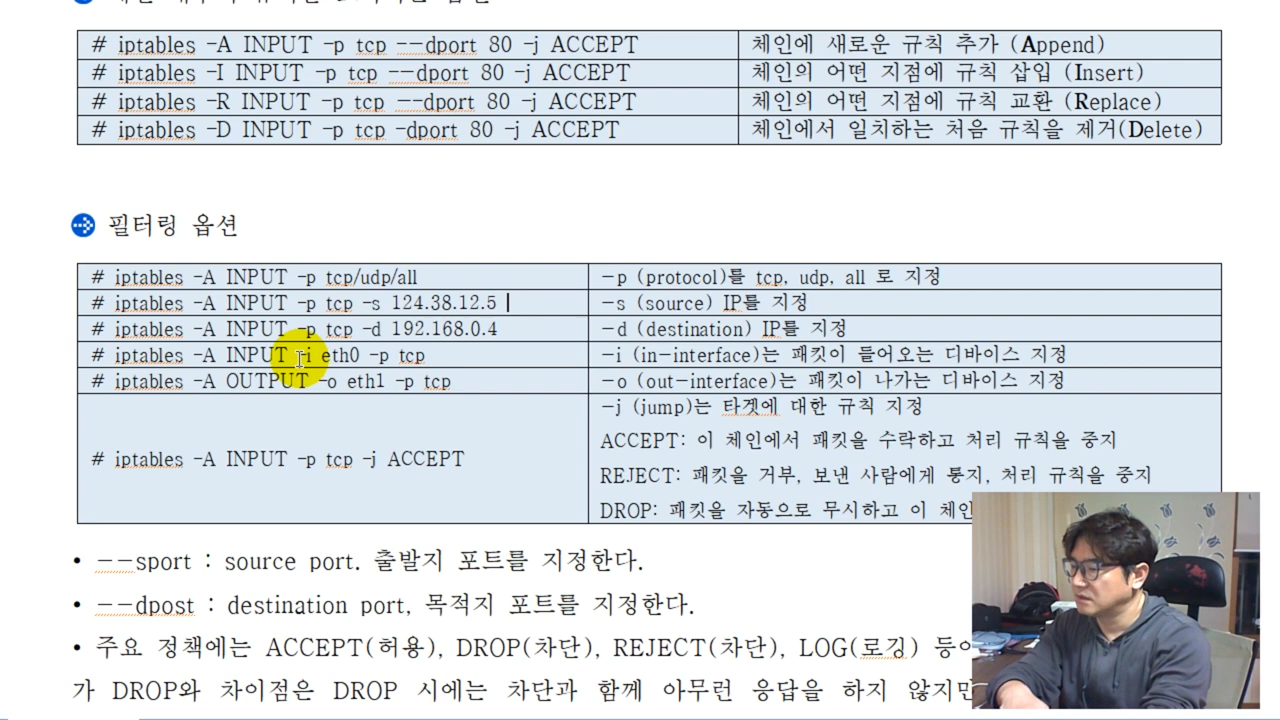 # iptables -A INPUT -p tcp --dport 80 -j ACCEPT 체인에 새로운 규칙 추가 (Append)
# iptables -I INPUT -p tcp --dport 80 -j ACCEPT 체인의 어떤 지점에 규칙 삽입 (Insert)
# iptables -R INPUT -p tcp --dport 80 -j ACCEPT 체인의 어떤 지점에 규칙 교환 (Replace)
# iptables -D INPUT -p tcp -dport 80 -j ACCEPT 체인에서 일치하는 처음 규칙을 제거(Delete)
필터링 옵션
# iptables -A INPUT -p tcp/udp/all -p (protocol)를 tcp, udp, all 로 지정
# iptables -A INPUT -p tcp -s 124.38.12.5 -s (source) IP를 지정
# iptables -A INPUT -p tcp -d 192.168.0.4 -d (destination) IP를 지정
# iptables -A INPUT -i eth0 -p tcp -i (in-interface)는 패킷이 들어오는 디바이스 지정
# iptables -A OUTPUT -o eth1 -p tcp -o (out-interface)는 패킷이 나가는 디바이스 지정
# iptables -A INPUT -p tcp -j ACCEPT
-j (jump)는 타겟에 대한 규칙 지정
ACCEPT: 이 체인에서 패킷을 수락하고 처리 규칙을 중지
REJECT: 패킷을 거부, 보낸 사람에게 통지, 처리 규칙을 중지
DROP: 패킷을 자동으로 무시하고 이 체인
• --sport : source port. 출발지 포트를 지정한다.
• --dpost : destination port, 목적지 포트를 지정한다.
• 주요 정책에는 ACCEPT(허용), DROP(차단), REJECT(차단), LOG(로깅) 등이
가 DROP와 차이점은 DROP 시에는 차단과 함께 아무런 응답을 하지 않지만